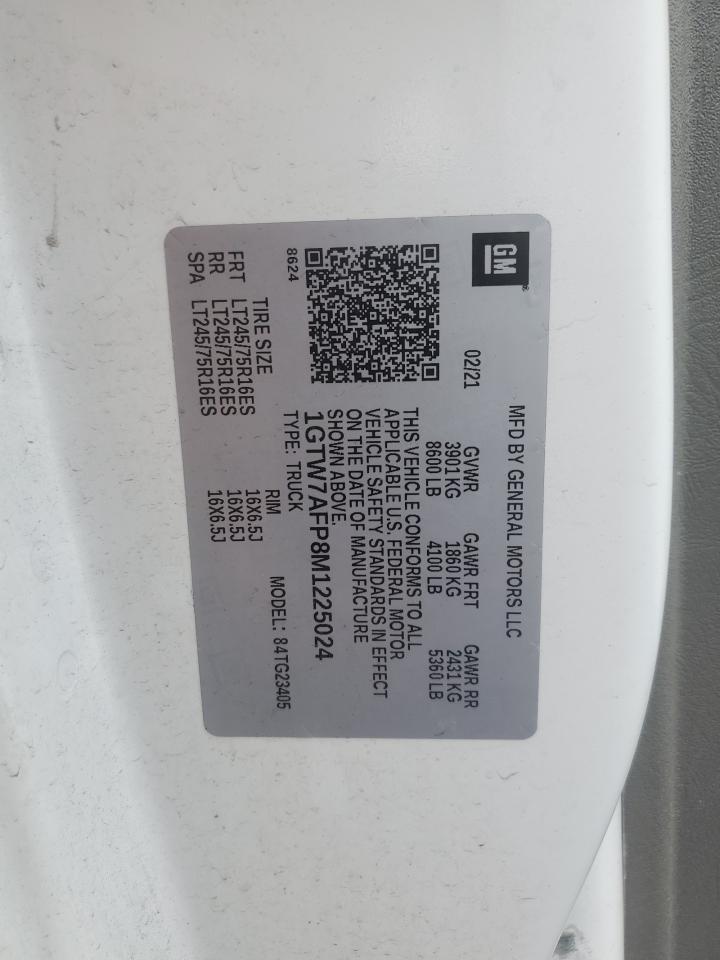 GM
MFD BY GENERAL MOTORS LLC
02/21 GVWR GAWR FRT GAWR RR
3901 KG 1860 KG 2431 KG
8600 LB 4100 LB 5360 LB
THIS VEHICLE CONFORMS TO ALL
APPLICABLE U.S. FEDERAL MOTOR
VEHICLE SAFETY STANDARDS IN EFFECT
ON THE DATE OF MANUFACTURE
SHOWN ABOVE.
1GTW7AFP8M1225024
8624 TYPE: TRUCK MODEL: 84TG23405
TIRE SIZE RIM
FRT LT245/75R16ES 16X6.5J
RR LT245/75R16ES 16X6.5J
SPA LT245/75R16ES 16X6.5J